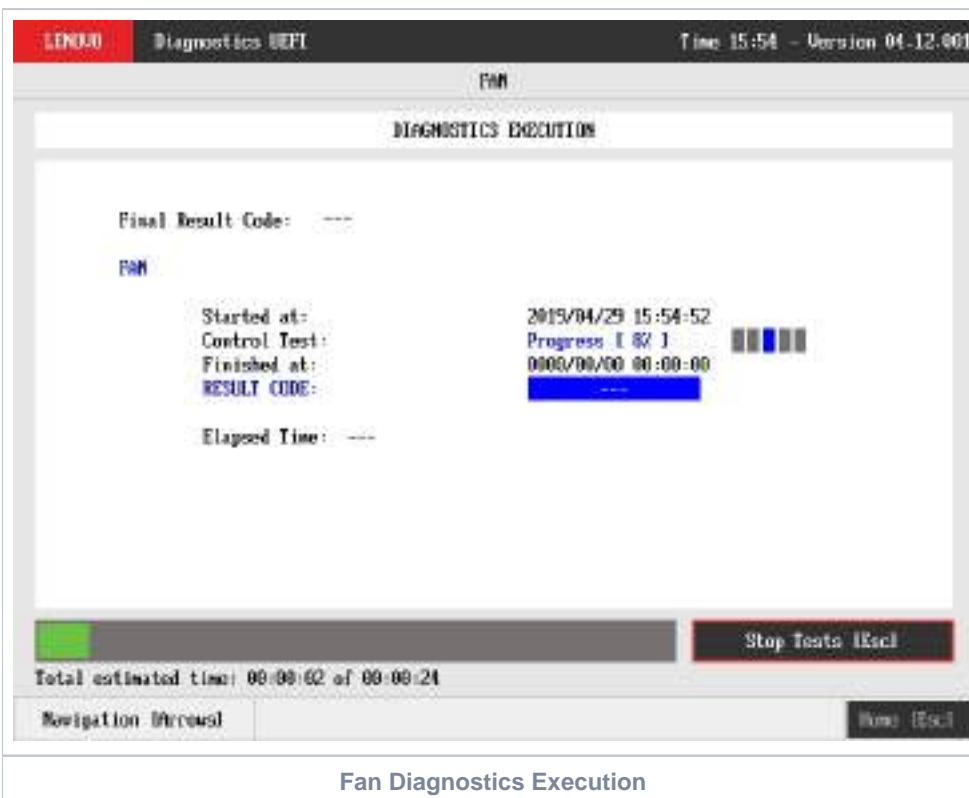 LENOVO Diagnostics UEFI Time 15:54 - Version 04.12.001
FAN
DIAGNOSTICS EXECUTION
Final Result Code: ---
FAN
Started at: 2019/04/29 15:54:52
Control Test: Progress [ 8% ]
Finished at: 0000/00/00 00:00:00
RESULT CODE: ---
Elapsed Time: ---
Stop Tests [Esc]
Total estimated time: 00:00:02 of 00:00:24
Navigation [Arrows] Home [Esc]
Fan Diagnostics Execution